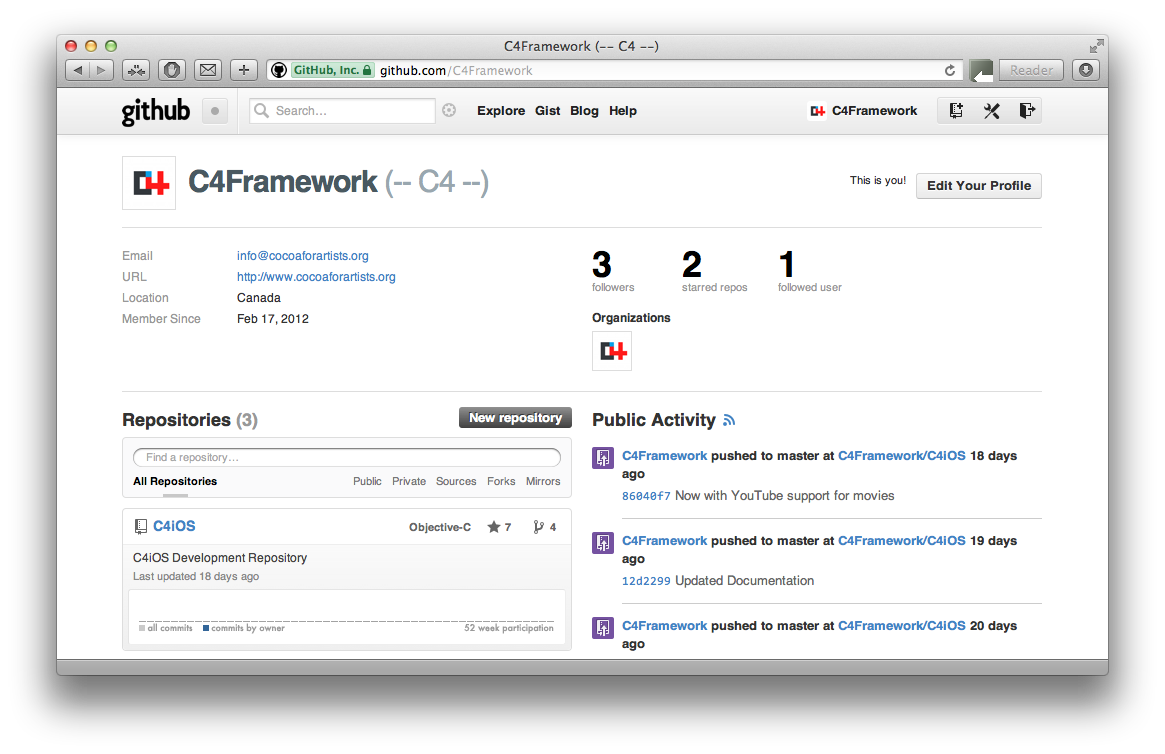 C4Framework (-- C4 --)
GitHub, Inc. github.com/C4Framework Reader
github Search... Explore Gist Blog Help C4Framework
C4Framework (-- C4 --)
This is you! Edit Your Profile
Email info@cocoaforartists.org
URL http://www.cocoaforartists.org
Location Canada
Member Since Feb 17, 2012
3 2 1
followers starred repos followed user
Organizations
Repositories (3) New repository
Find a repository...
All Repositories Public Private Sources Forks Mirrors
C4iOS Objective-C 7 4
C4iOS Development Repository
Last updated 18 days ago
all commits commits by owner 52 week participation
Public Activity
C4Framework pushed to master at C4Framework/C4iOS 18 days
ago
86040f7 Now with YouTube support for movies
C4Framework pushed to master at C4Framework/C4iOS 19 days
ago
12d2299 Updated Documentation
C4Framework pushed to master at C4Framework/C4iOS 20 days
ago